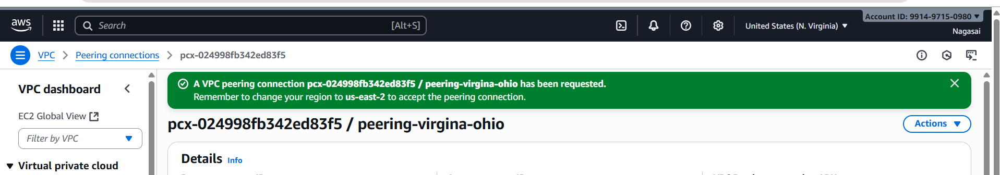 aws
Search
[Alt+S]
United States (N. Virginia)
Account ID: 9914-9715-0980
Nagasai
VPC
Peering connections
pcx-024998fb342ed83f5
VPC dashboard
EC2 Global View
Filter by VPC
Virtual private cloud
A VPC peering connection pcx-024998fb342ed83f5 / peering-virgina-ohio has been requested.
Remember to change your region to us-east-2 to accept the peering connection.
pcx-024998fb342ed83f5 / peering-virgina-ohio
Actions
Details Info